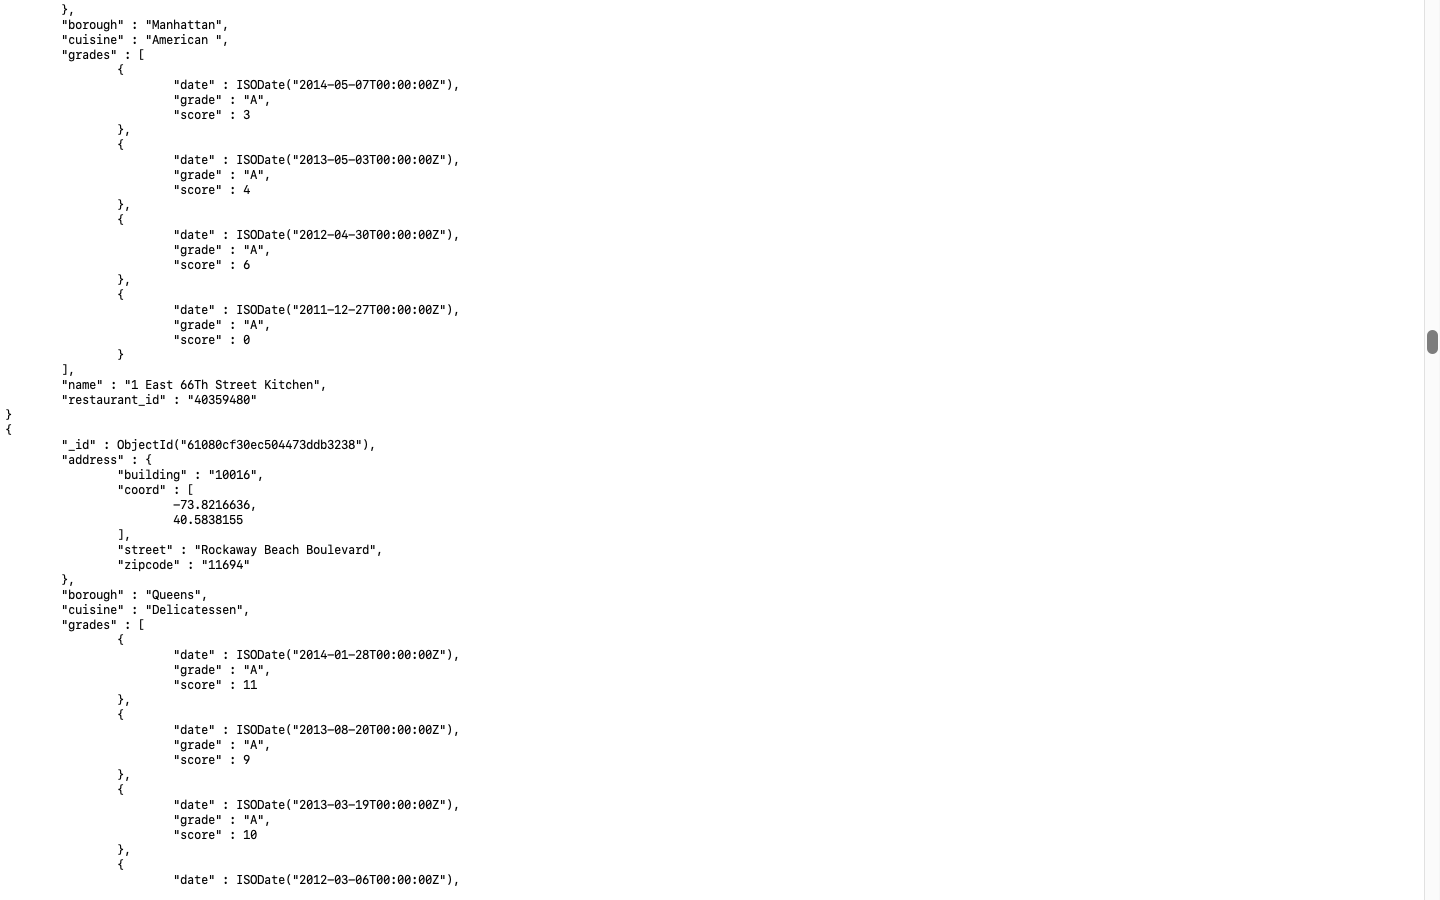 },
"borough" : "Manhattan",
"cuisine" : "American ",
"grades" : [
{
"date" : ISODate("2014-05-07T00:00:00Z"),
"grade" : "A",
"score" : 3
},
{
"date" : ISODate("2013-05-03T00:00:00Z"),
"grade" : "A",
"score" : 4
},
{
"date" : ISODate("2012-04-30T00:00:00Z"),
"grade" : "A",
"score" : 6
},
{
"date" : ISODate("2011-12-27T00:00:00Z"),
"grade" : "A",
"score" : 0
}
],
"name" : "1 East 66Th Street Kitchen",
"restaurant_id" : "40359480"
}
{
"_id" : ObjectId("61080cf30ec504473ddb3238"),
"address" : {
"building" : "10016",
"coord" : [
-73.8216636,
40.5838155
],
"street" : "Rockaway Beach Boulevard",
"zipcode" : "11694"
},
"borough" : "Queens",
"cuisine" : "Delicatessen",
"grades" : [
{
"date" : ISODate("2014-01-28T00:00:00Z"),
"grade" : "A",
"score" : 11
},
{
"date" : ISODate("2013-08-20T00:00:00Z"),
"grade" : "A",
"score" : 9
},
{
"date" : ISODate("2013-03-19T00:00:00Z"),
"grade" : "A",
"score" : 10
},
{
"date" : ISODate("2012-03-06T00:00:00Z"),